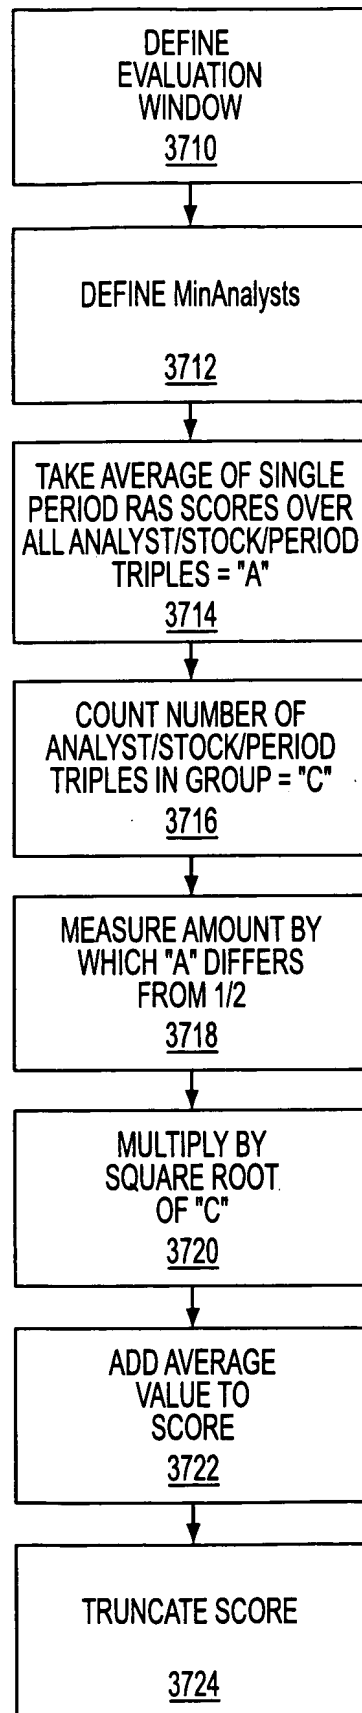 DEFINE
EVALUATION
WINDOW
3710
DEFINE MinAnalysts
3712
TAKE AVERAGE OF SINGLE
PERIOD RAS SCORES OVER
ALL ANALYST/STOCK/PERIOD
TRIPLES = "A"
3714
COUNT NUMBER OF
ANALYST/STOCK/PERIOD
TRIPLES IN GROUP = "C"
3716
MEASURE AMOUNT BY
WHICH "A" DIFFERS
FROM 1/2
3718
MULTIPLY BY
SQUARE ROOT
OF "C"
3720
ADD AVERAGE
VALUE TO
SCORE
3722
TRUNCATE SCORE
3724